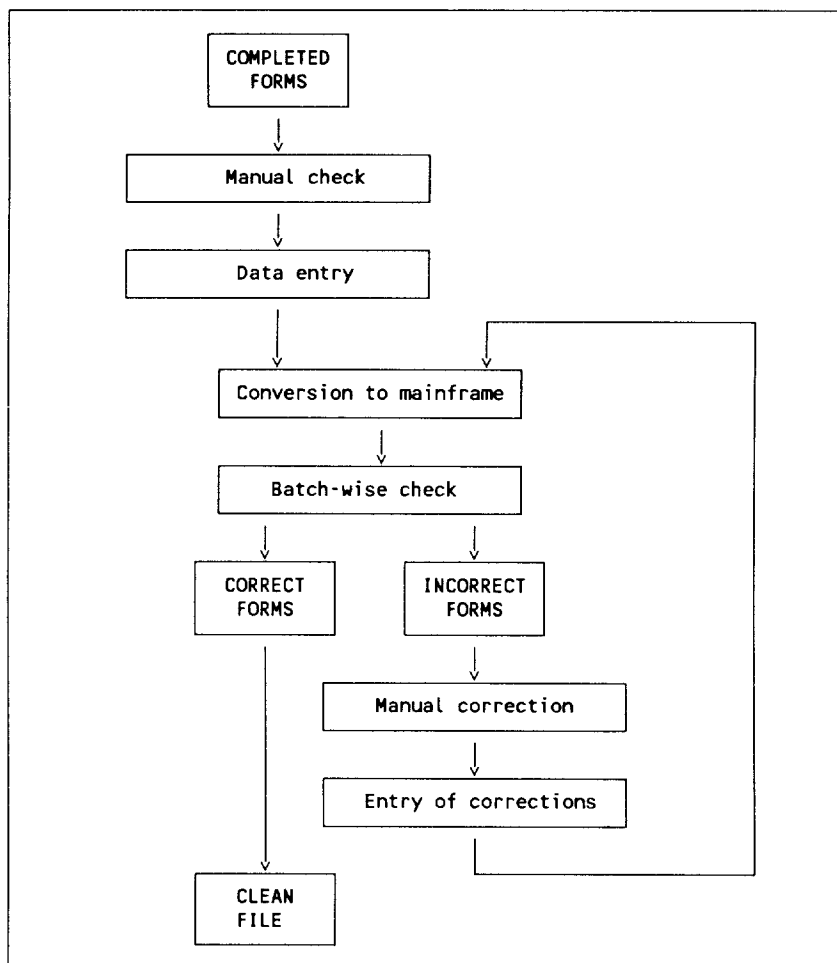 COMPLETED
FORMS
Manual check
Data entry
Conversion to mainframe
Batch-wise check
CORRECT
FORMS
INCORRECT
FORMS
Manual correction
Entry of corrections
CLEAN
FILE